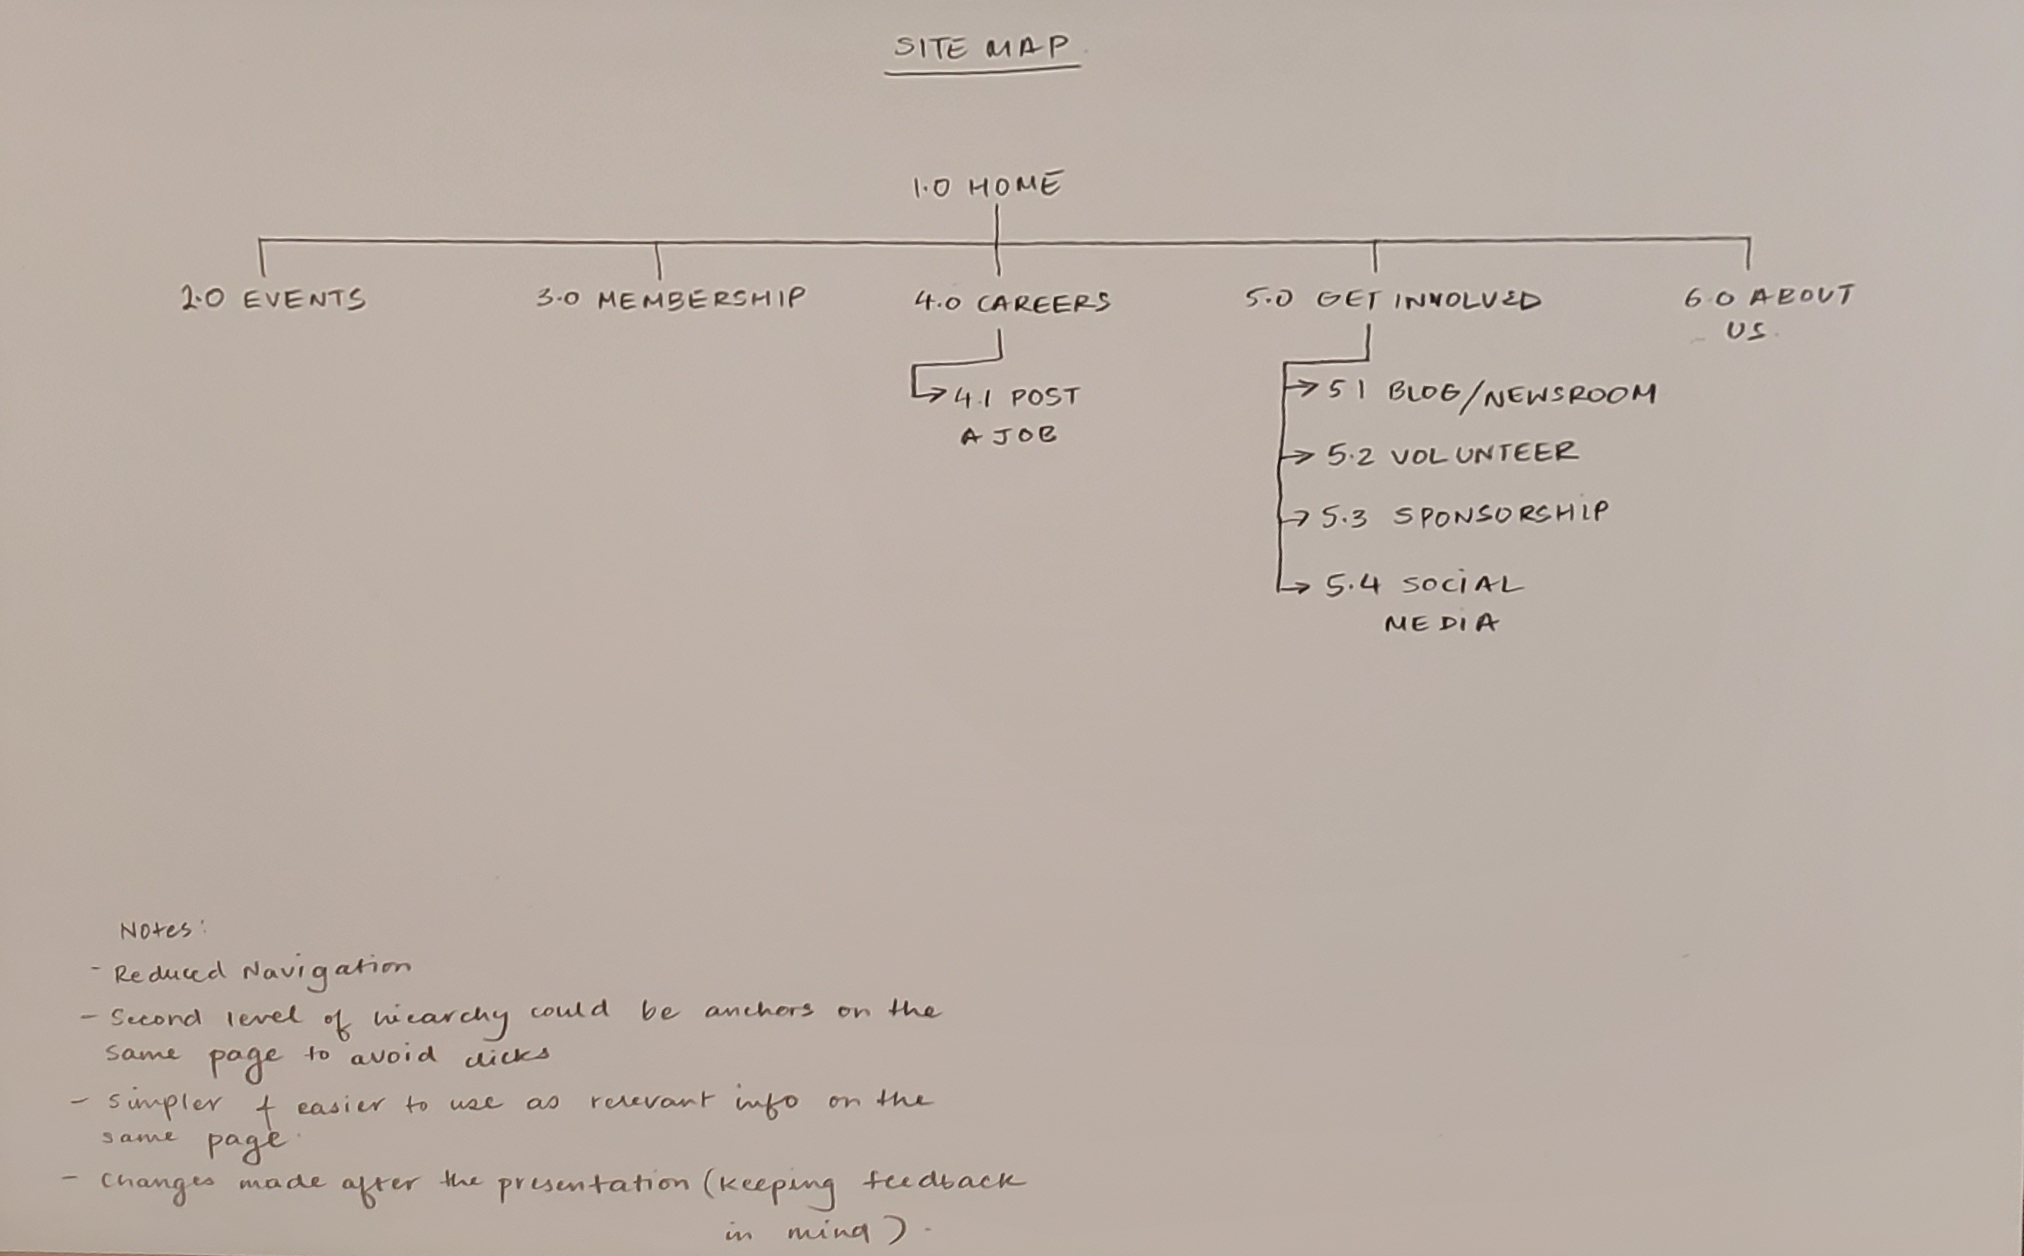 SITE MAP
1.0 HOME
2.0 EVENTS
3.0 MEMBERSHIP
4.0 CAREERS
4.1 POST
A JOB
5.0 GET INVOLVED
5.1 BLOG/NEWSROOM
5.2 VOLUNTEER
5.3 SPONSORSHIP
5.4 SOCIAL
MEDIA
6.0 ABOUT
US.
Notes:
- Reduced Navigation
- Second level of hiearchy could be anchors on the
same page to avoid clicks
- Simpler & easier to use as relevant info on the
same page.
- Changes made after the presentation (keeping feedback
in mind).